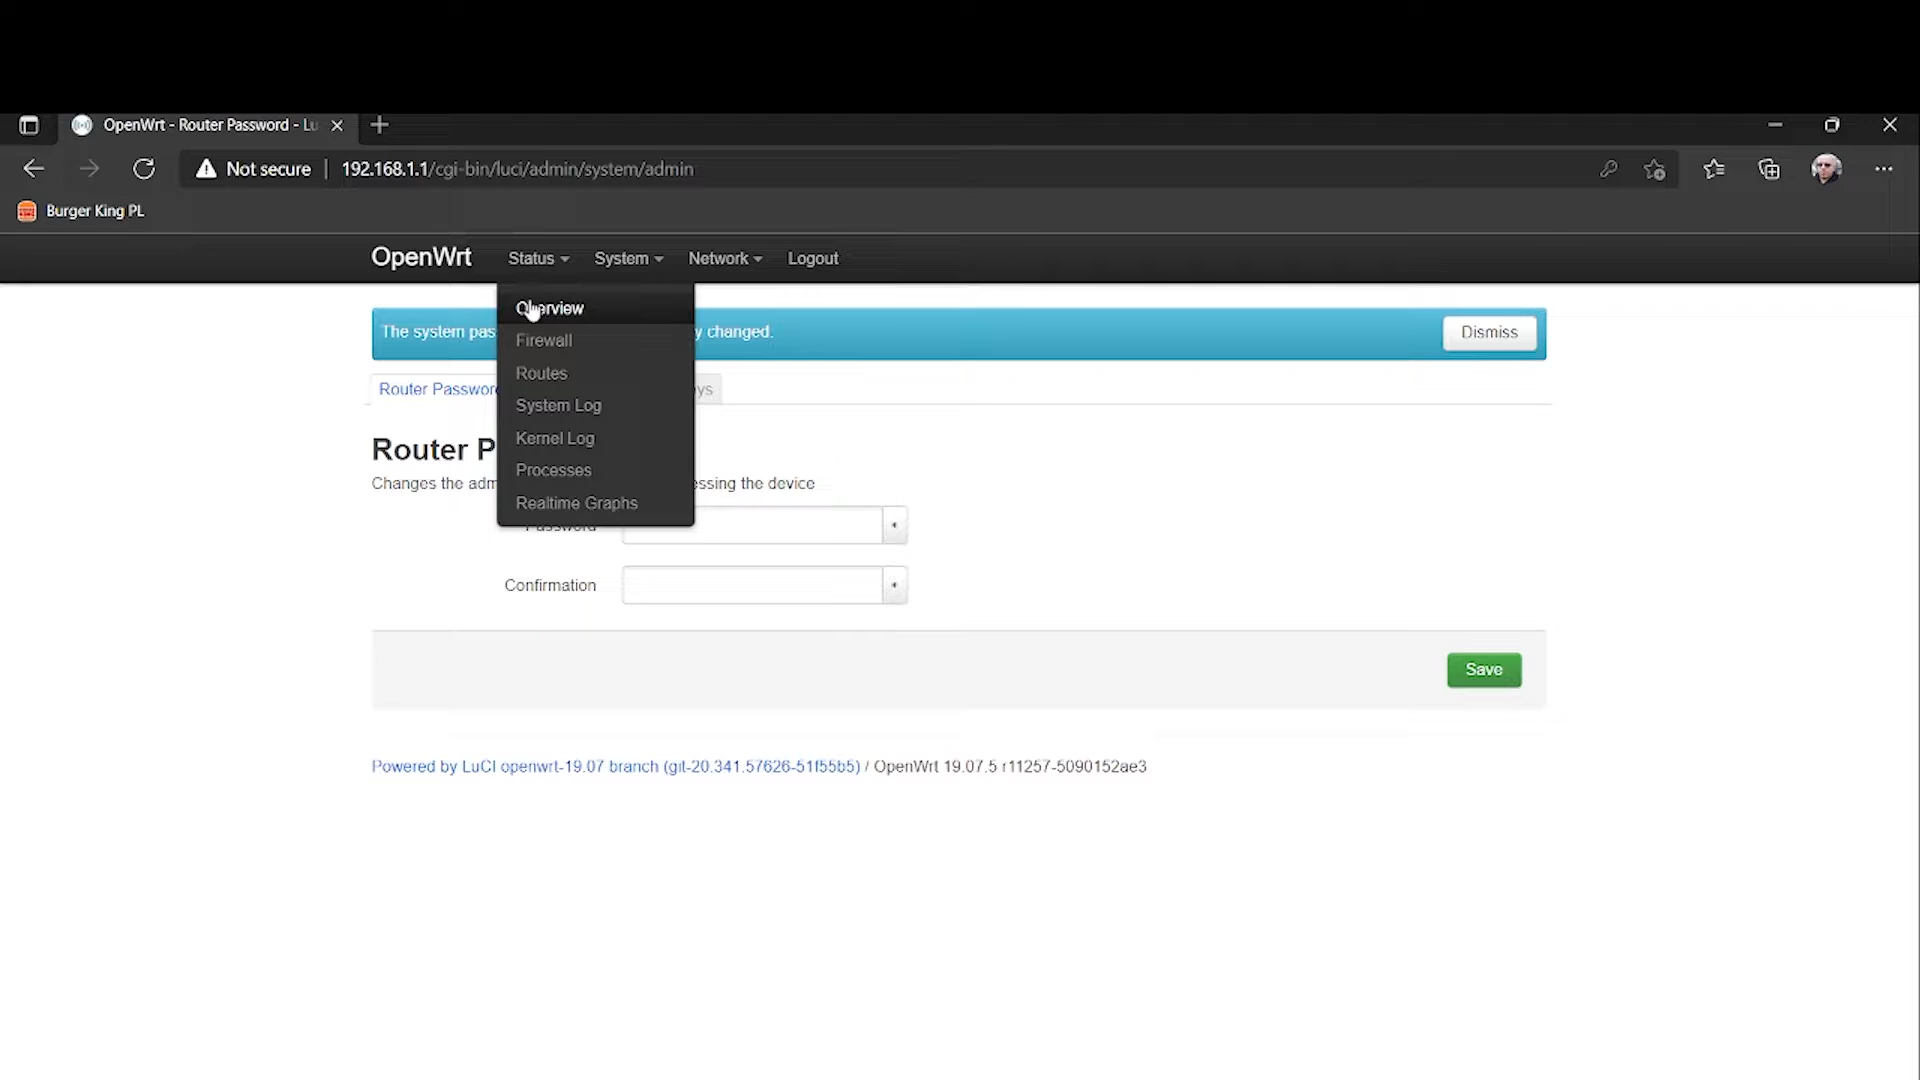 OpenWrt - Router Password - Lu
Not secure | 192.168.1.1/cgi-bin/luci/admin/system/admin
Burger King PL
OpenWrt Status System Network Logout
Overview
The system pas y changed. Dismiss
Firewall
Routes
Router Password ys
System Log
Kernel Log
Router P
Processes
Changes the adm ssing the device
Realtime Graphs
Password
Confirmation
Save
Powered by LuCI openwrt-19.07 branch (git-20.341.57626-51f55b5) / OpenWrt 19.07.5 r11257-5090152ae3